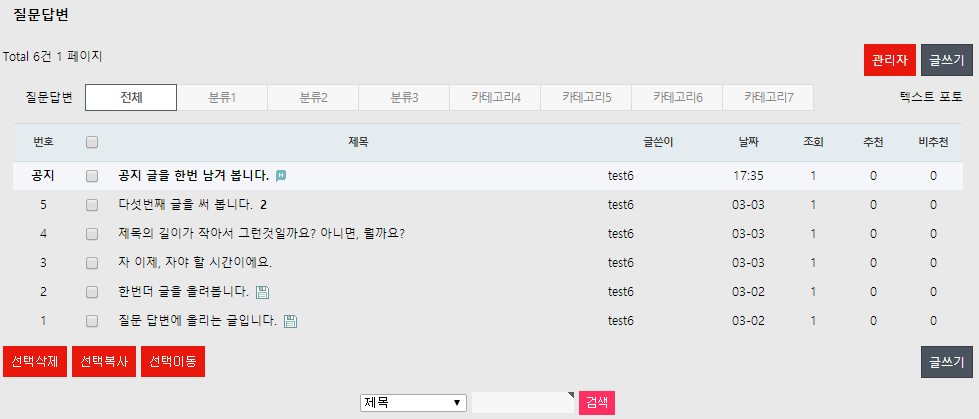 질문답변
Total 6건 1 페이지
관리자 글쓰기
질문답변 전체 분류1 분류2 분류3 카테고리4 카테고리5 카테고리6 카테고리7 텍스트 포토
번호 제목 글쓴이 날짜 조회 추천 비추천
공지 공지 글을 한번 남겨 봅니다. N test6 17:35 1 0 0
5 다섯번째 글을 써 봅니다. 2 test6 03-03 1 0 0
4 제목의 길이가 작아서 그런것일까요? 아니면, 뭘까요? test6 03-03 1 0 0
3 자 이제, 자야 할 시간이에요. test6 03-03 1 0 0
2 한번더 글을 올려봅니다. test6 03-02 1 0 0
1 질문 답변에 올리는 글입니다. test6 03-02 1 0 0
선택삭제 선택복사 선택이동 글쓰기
제목 검색